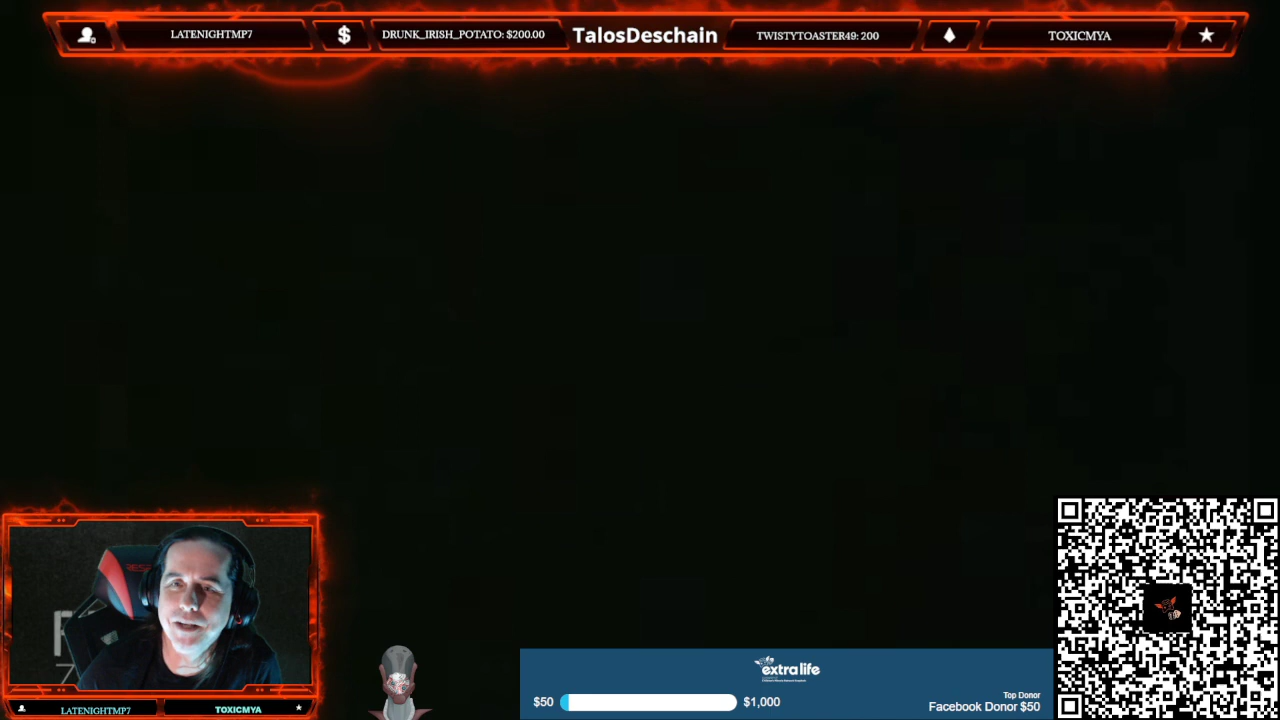 LATENIGHTMP7
$
DRUNK_IRISH_POTATO: $200.00
TalosDeschain
TWISTYTOASTER49: 200
TOXICMYA
extra life
$50
$1,000
Top Donor
Facebook Donor $50
LATENIGHTMP7
TOXICMYA